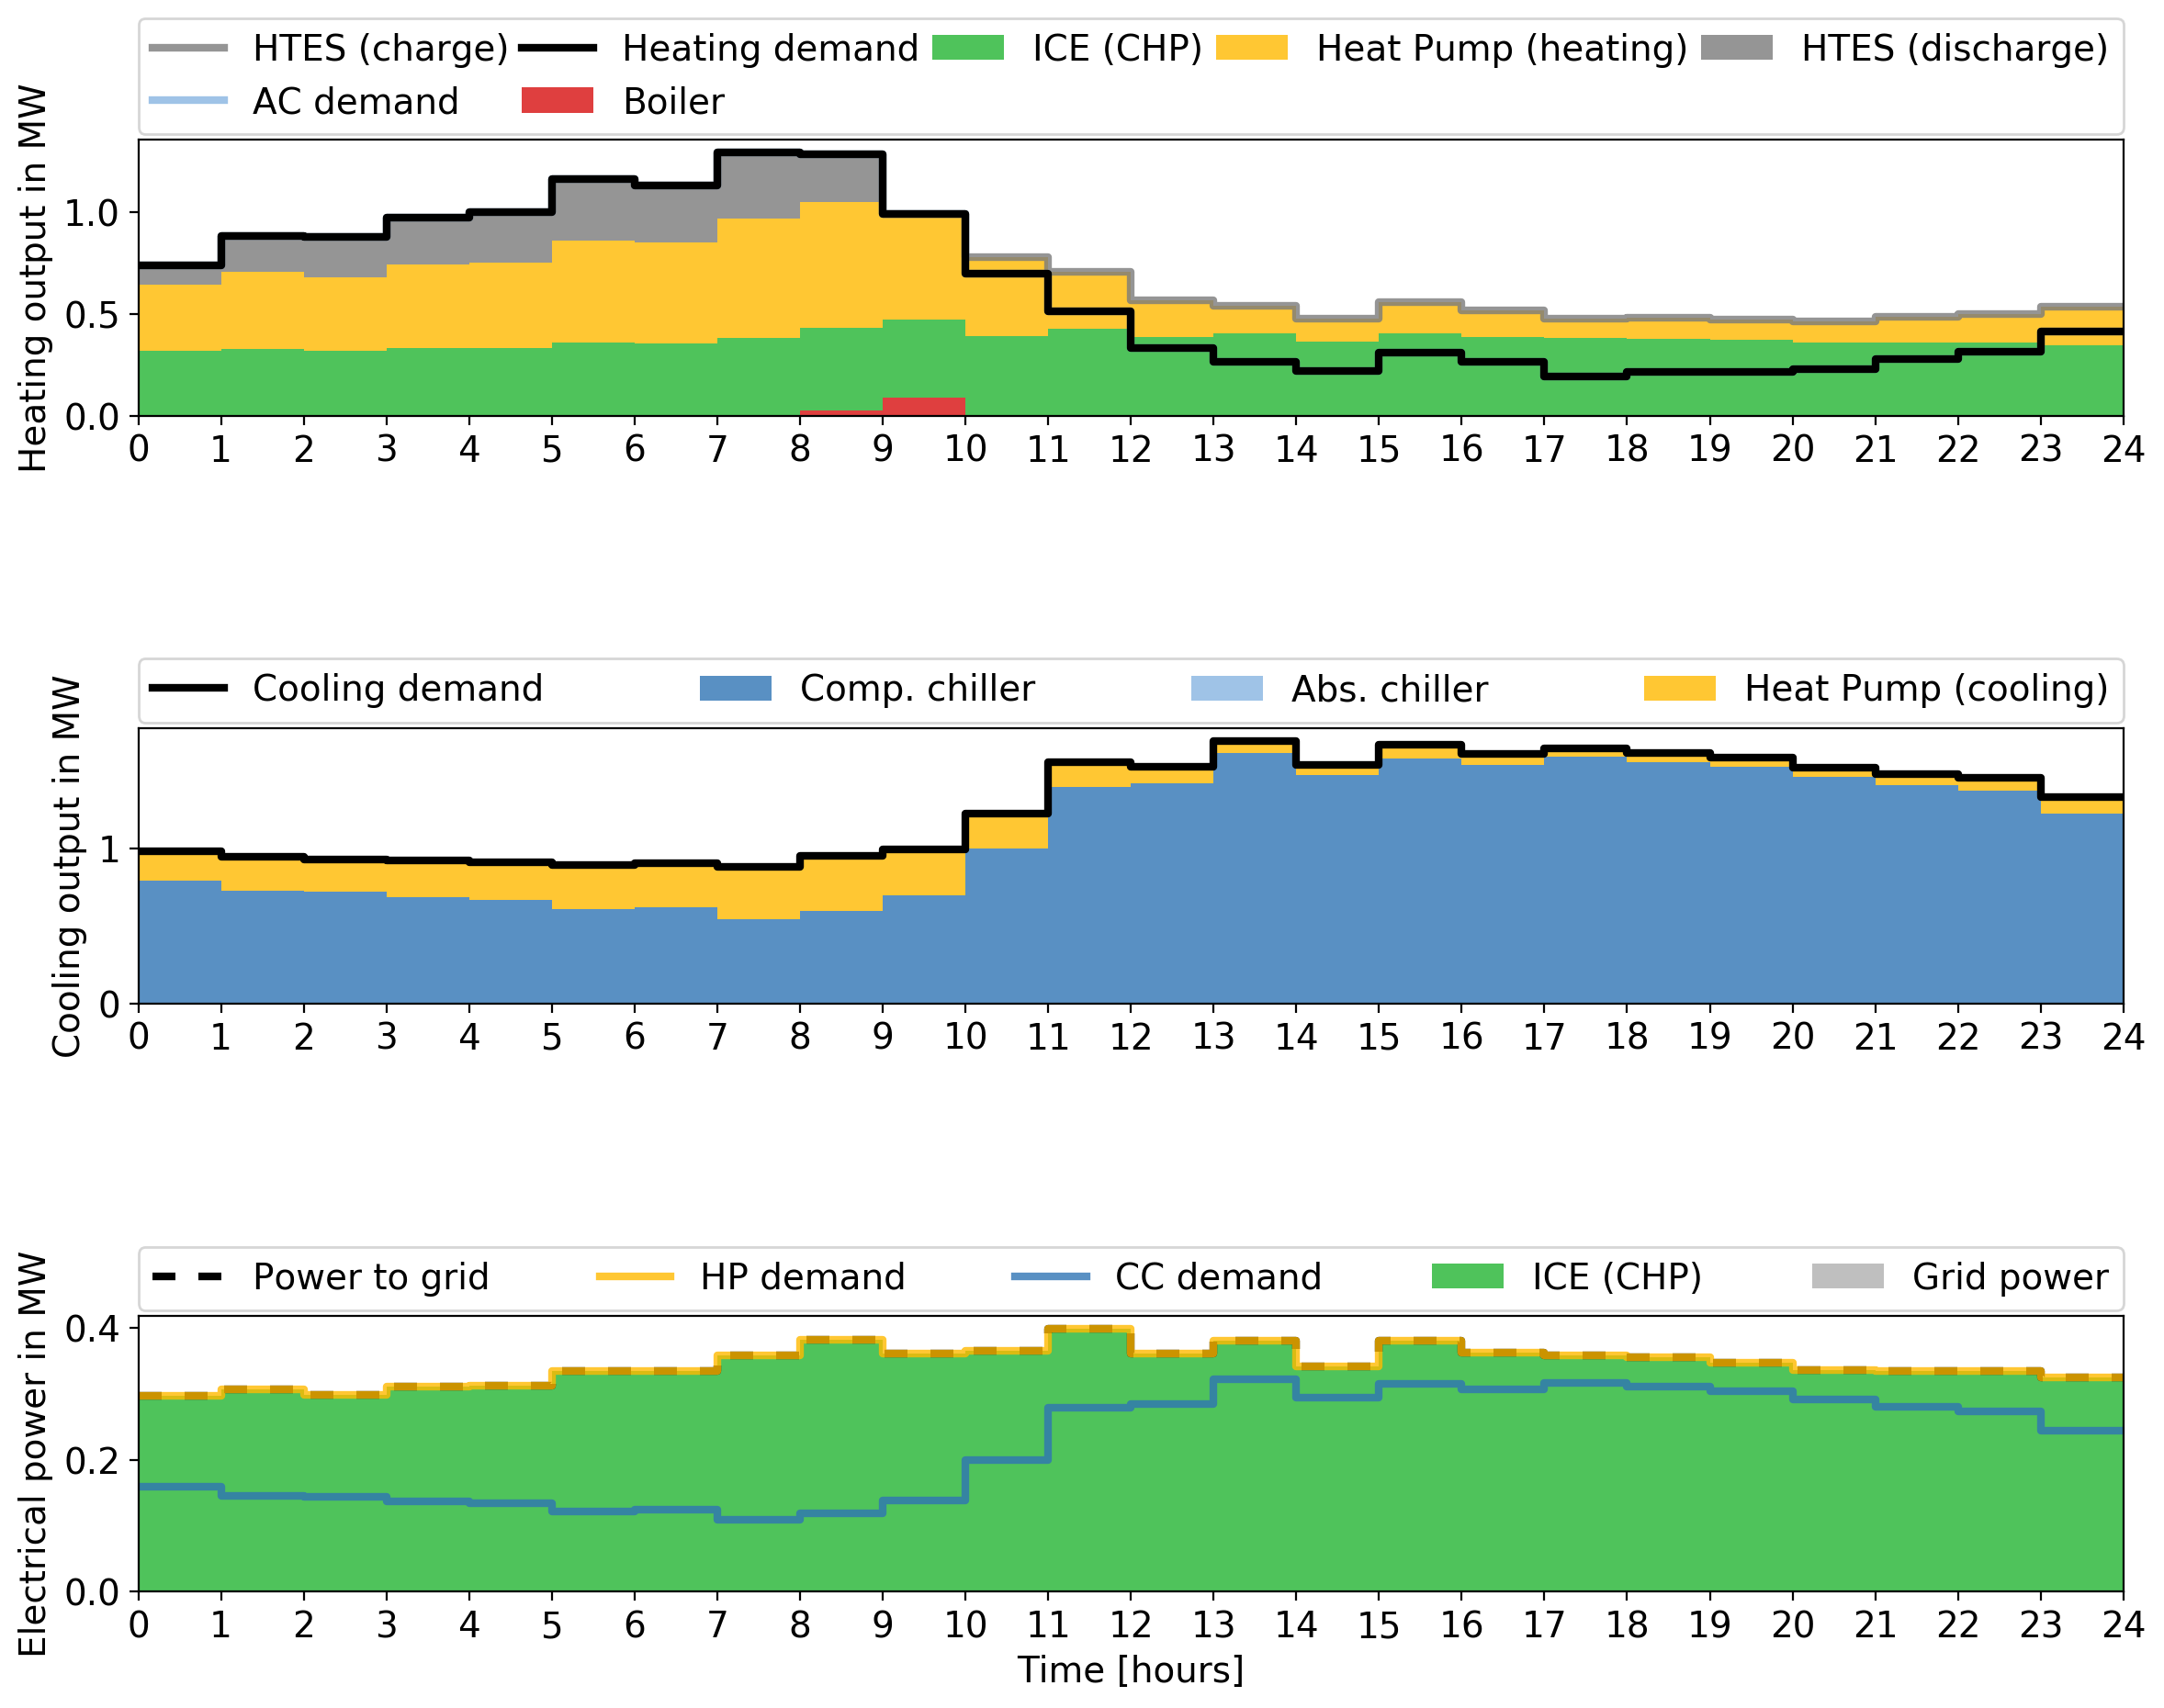 HTES (charge) Heating demand ICE (CHP) Heat Pump (heating) HTES (discharge)
AC demand Boiler
Heating output in MW
1.0
0.5
0.0
0 1 2 3 4 5 6 7 8 9 10 11 12 13 14 15 16 17 18 19 20 21 22 23 24
Cooling demand Comp. chiller Abs. chiller Heat Pump (cooling)
Cooling output in MW
1
0
0 1 2 3 4 5 6 7 8 9 10 11 12 13 14 15 16 17 18 19 20 21 22 23 24
Power to grid HP demand CC demand ICE (CHP) Grid power
Electrical power in MW
0.4
0.2
0.0
0 1 2 3 4 5 6 7 8 9 10 11 12 13 14 15 16 17 18 19 20 21 22 23 24
Time [hours]